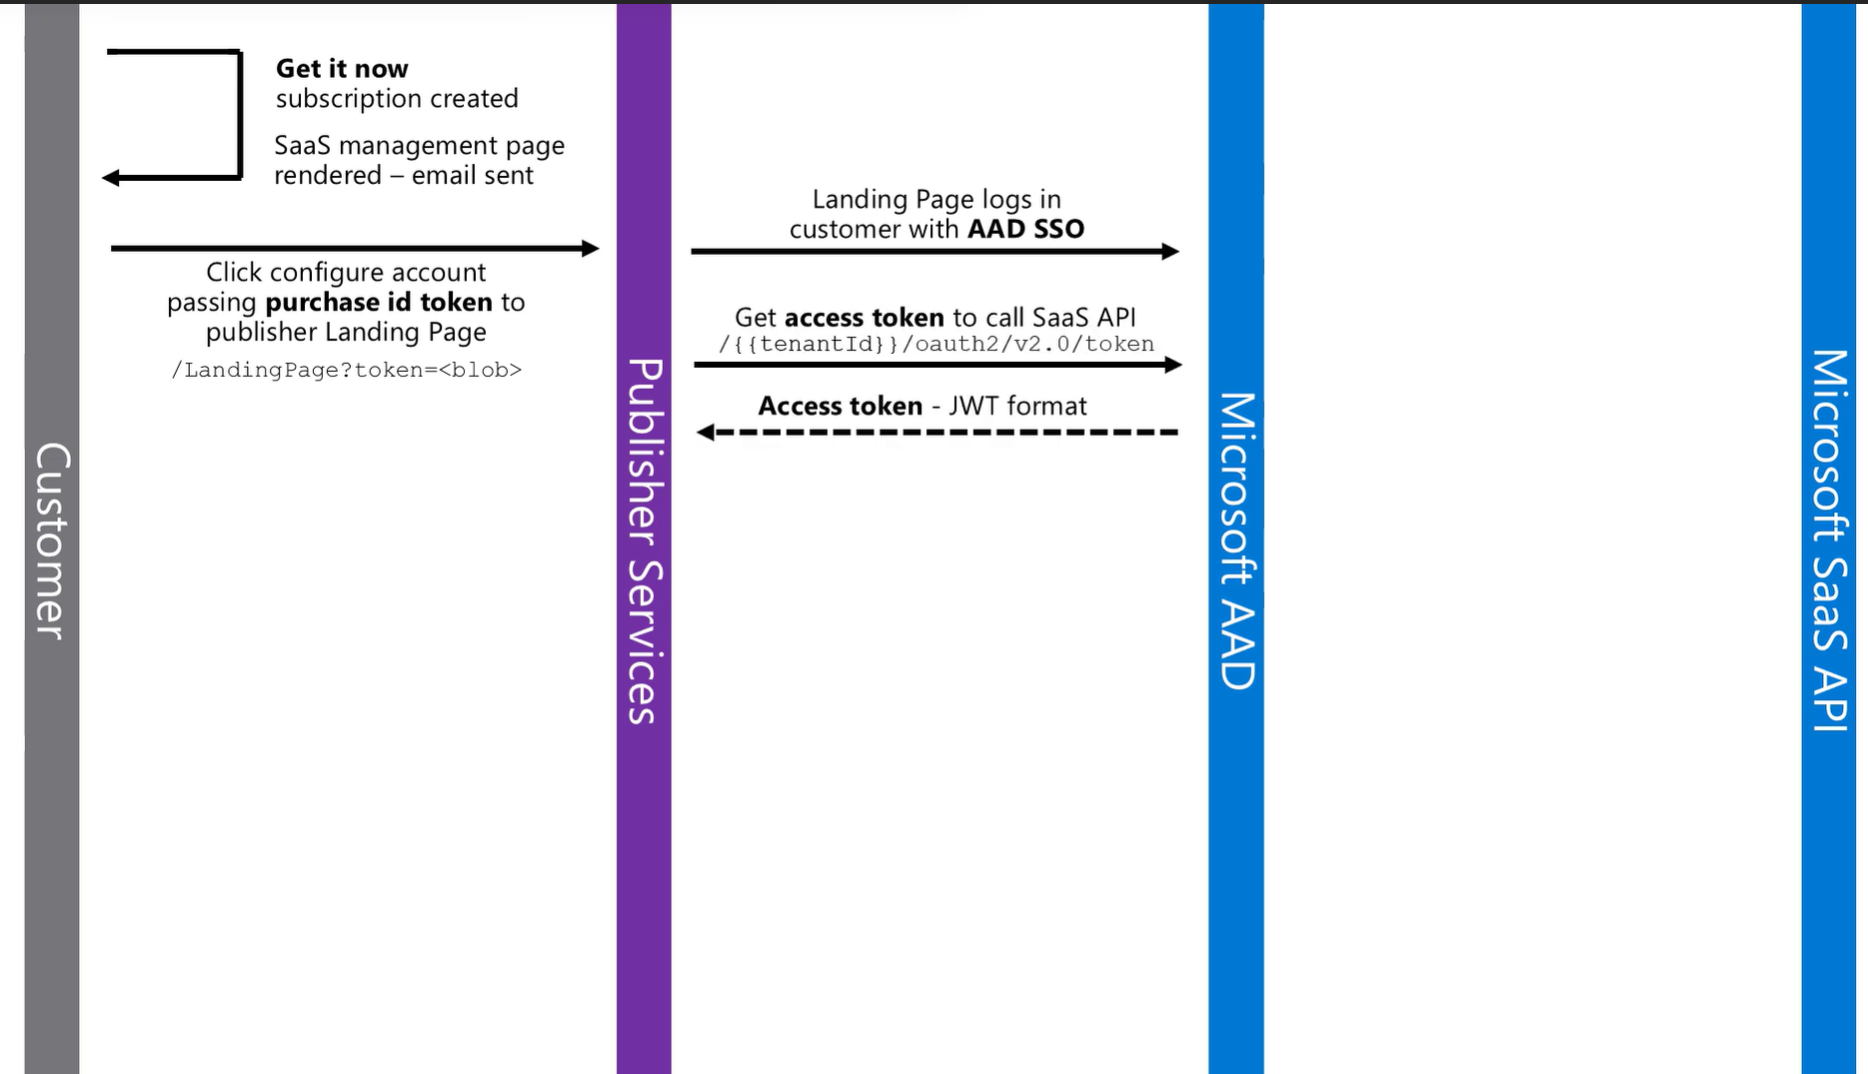 Get it now
subscription created
SaaS management page
rendered – email sent
Click configure account
passing purchase id token to
publisher Landing Page
/LandingPage?token=<blob>
Landing Page logs in
customer with AAD SSO
Get access token to call SaaS API
/{{tenantId}}/oauth2/v2.0/token
Access token - JWT format
Customer
Publisher Services
Microsoft AAD
Microsoft SaaS API